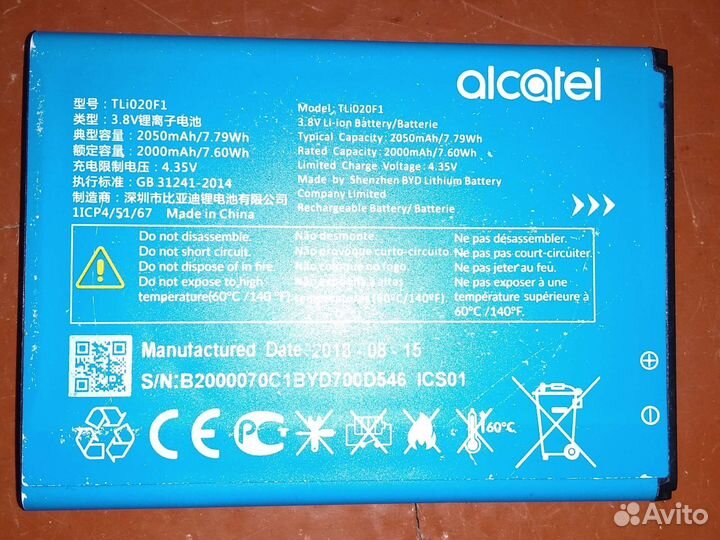 alcatel
型号: TLi020F1
类型: 3.8V锂离子电池
典型容量: 2050mAh/7.79Wh
额定容量: 2000mAh/7.60Wh
充电限制电压: 4.35V
执行标准: GB 31241-2014
制造商: 深圳市比亚迪锂电池有限公司
1ICP4/51/67 Made in China
Model: TLi020F1
3.8V Li-ion Battery/Batterie
Typical Capacity: 2050mAh/7.79Wh
Rated Capacity: 2000mAh/7.60Wh
Limited Charge Voltage: 4.35V
Made by Shenzhen BYD Lithium Battery
Company Limited
Rechargeable Battery/ Batterie
Do not disassemble.
Do not short circuit.
Do not dispose of in fire.
Do not expose to high
temperature(60°C /140 °F).
Não desmonte.
Não provoque curto-circuito.
Não coloque no fogo.
Não exponha a altas
temperaturas (60°C/140°F).
Ne pas désassembler.
Ne pas court-circuiter.
Ne pas jeter au feu.
Ne pas exposer à une
température supérieure à
60°C /140F.
Manufactured Date: 2018-08-15
S/N:B2000070C1BYD700D546 ICS01
CCC
60°C
Avito